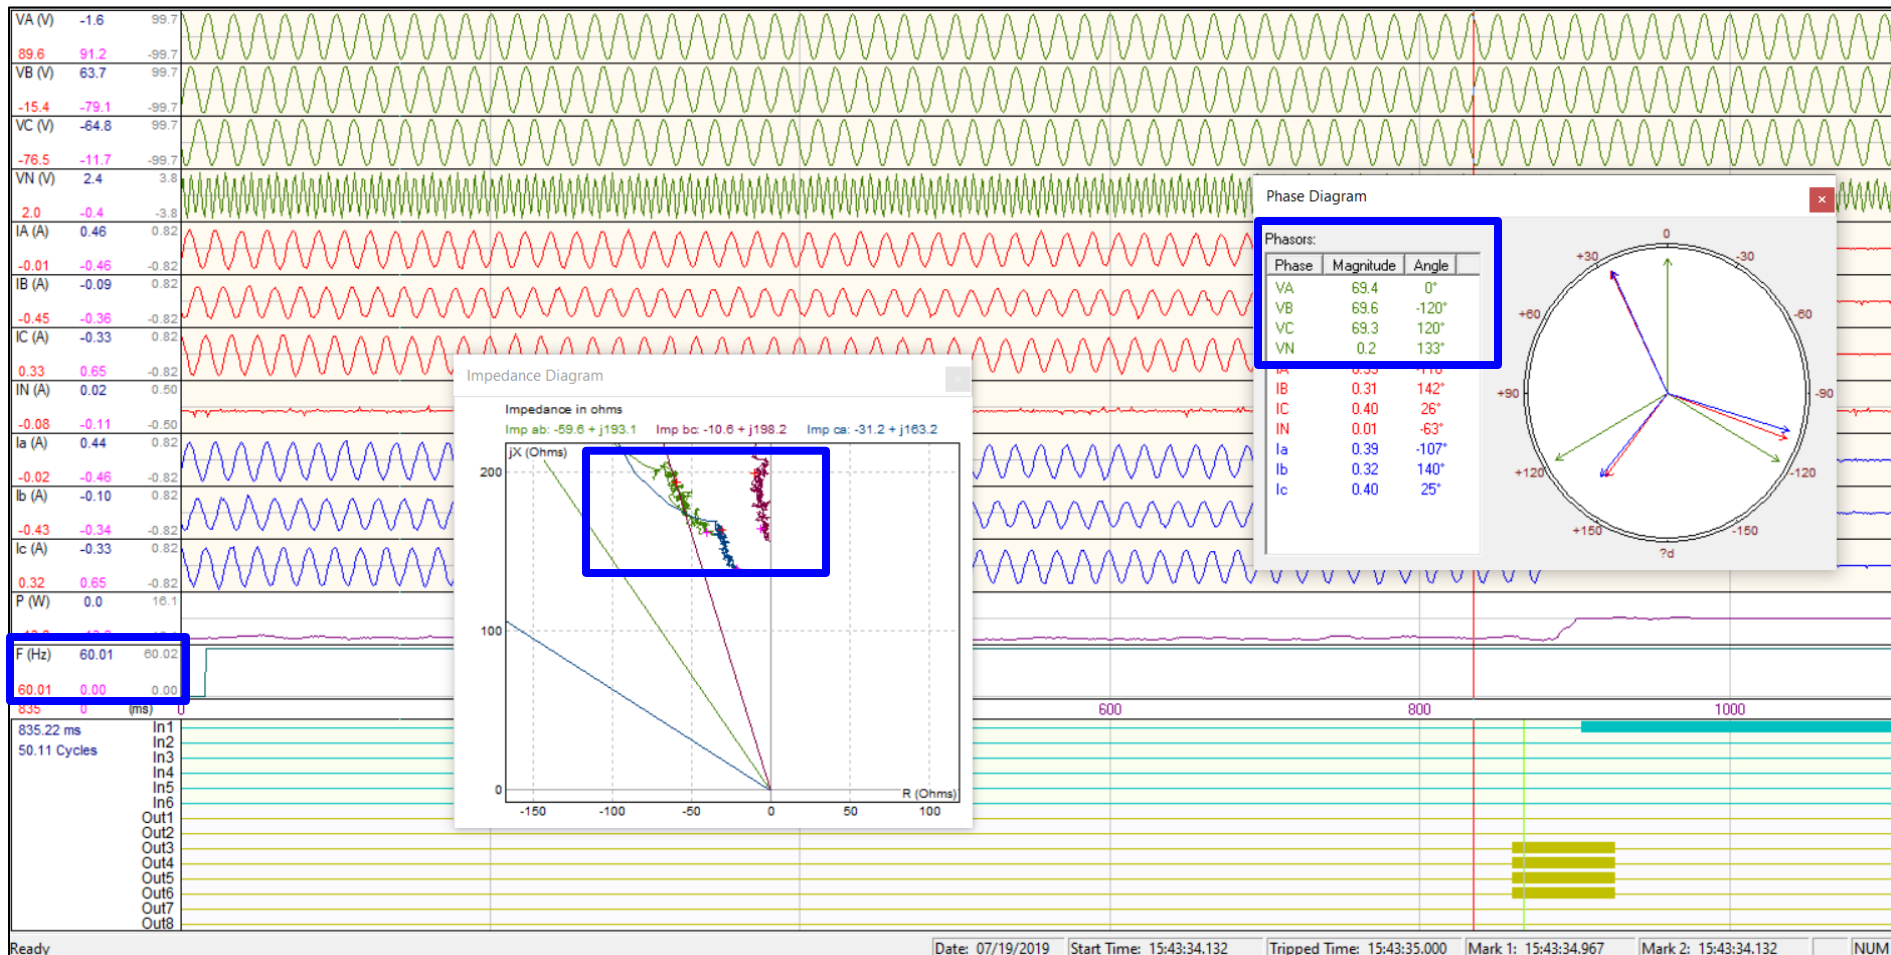 VA (V) -1.6 99.7
89.6 91.2 -99.7
VB (V) 63.7 99.7
-15.4 -79.1 -99.7
VC (V) -64.8 99.7
-76.5 -11.7 -99.7
VN (V) 2.4 3.8
2.0 -0.4 -3.8
IA (A) 0.46 0.82
-0.01 -0.46 -0.82
IB (A) -0.09 0.82
-0.45 -0.36 -0.82
IC (A) -0.33 0.82
0.33 0.65 -0.82
IN (A) 0.02 0.50
-0.08 -0.11 -0.50
Ia (A) 0.44 0.82
-0.02 -0.46 -0.82
Ib (A) -0.10 0.82
-0.43 -0.34 -0.82
Ic (A) -0.33 0.82
0.32 0.65 -0.82
P (W) 0.0 16.1
F (Hz) 60.01 60.02
60.01 0.00 0.00
835 0 (ms) 0 600 800 1000
835.22 ms
50.11 Cycles
In1
In2
In3
In4
In5
In6
Out1
Out2
Out3
Out4
Out5
Out6
Out7
Out8
Impedance Diagram
Impedance in ohms
Imp ab: -59.6 + j193.1 Imp bc: -10.6 + j198.2 Imp ca: -31.2 + j163.2
jX (Ohms)
200
100
0
R (Ohms)
-150 -100 -50 0 50 100
Phase Diagram
Phasors:
Phase Magnitude Angle
VA 69.4 0°
VB 69.6 -120°
VC 69.3 120°
VN 0.2 133°
IB 0.31 142°
IC 0.40 26°
IN 0.01 -63°
Ia 0.39 -107°
Ib 0.32 140°
Ic 0.40 25°
0
+30 -30
+60 -60
+90 -90
+120 -120
+150 -150
?d
Ready Date: 07/19/2019 Start Time: 15:43:34.132 Tripped Time: 15:43:35.000 Mark 1: 15:43:34.967 Mark 2: 15:43:34.132 NUM